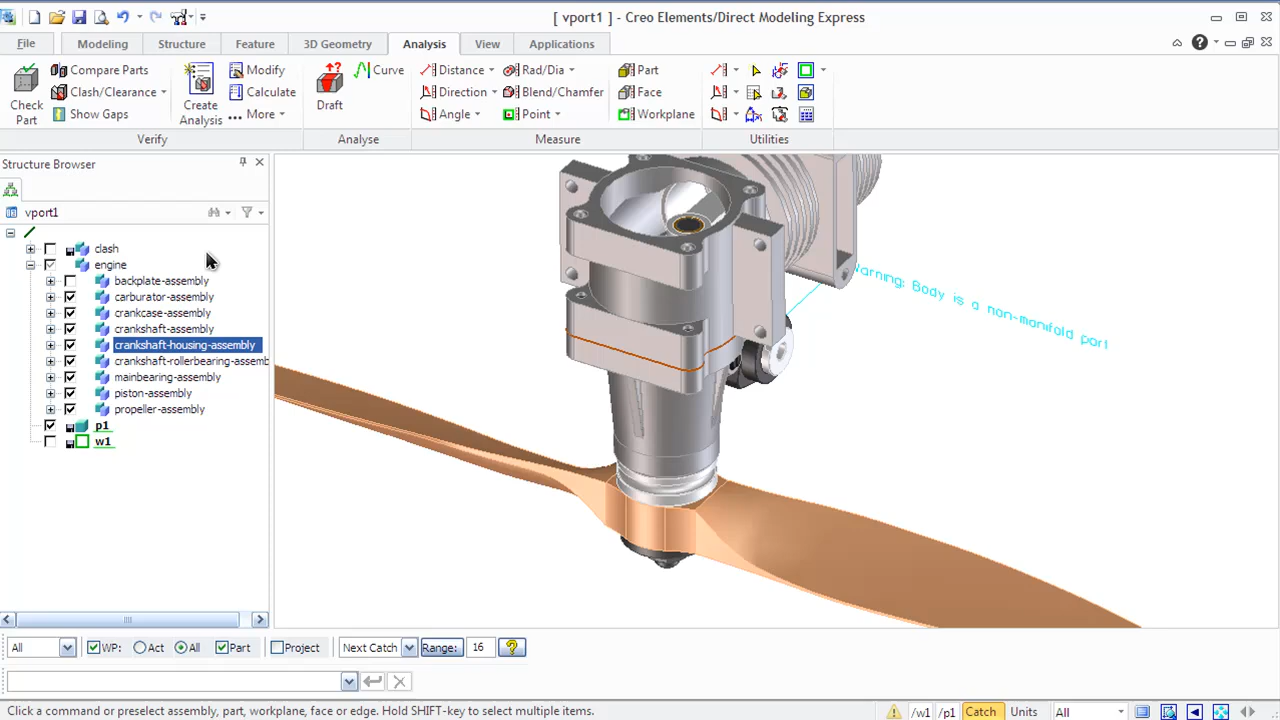 [ vport1 ] - Creo Elements/Direct Modeling Express
File Modeling Structure Feature 3D Geometry Analysis View Applications
Compare Parts Modify Curve Distance Rad/Dia Part
Clash/Clearance Calculate Direction Blend/Chamfer Face
Check Part Show Gaps Create Analysis More Draft Angle Point Workplane
Verify Analyse Measure Utilities
Structure Browser
vport1
clash
engine
backplate-assembly
carburator-assembly
crankcase-assembly
crankshaft-assembly
crankshaft-housing-assembly
crankshaft-rollerbearing-assemb
mainbearing-assembly
piston-assembly
propeller-assembly
p1
w1
Warning: Body is a non-manifold part
All WP: Act All Part Project Next Catch Range: 16
Click a command or preselect assembly, part, workplane, face or edge. Hold SHIFT-key to select multiple items. /w1 /p1 Catch Units All